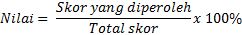 Nilai = Skor yang diperoleh / Total skor x 100%